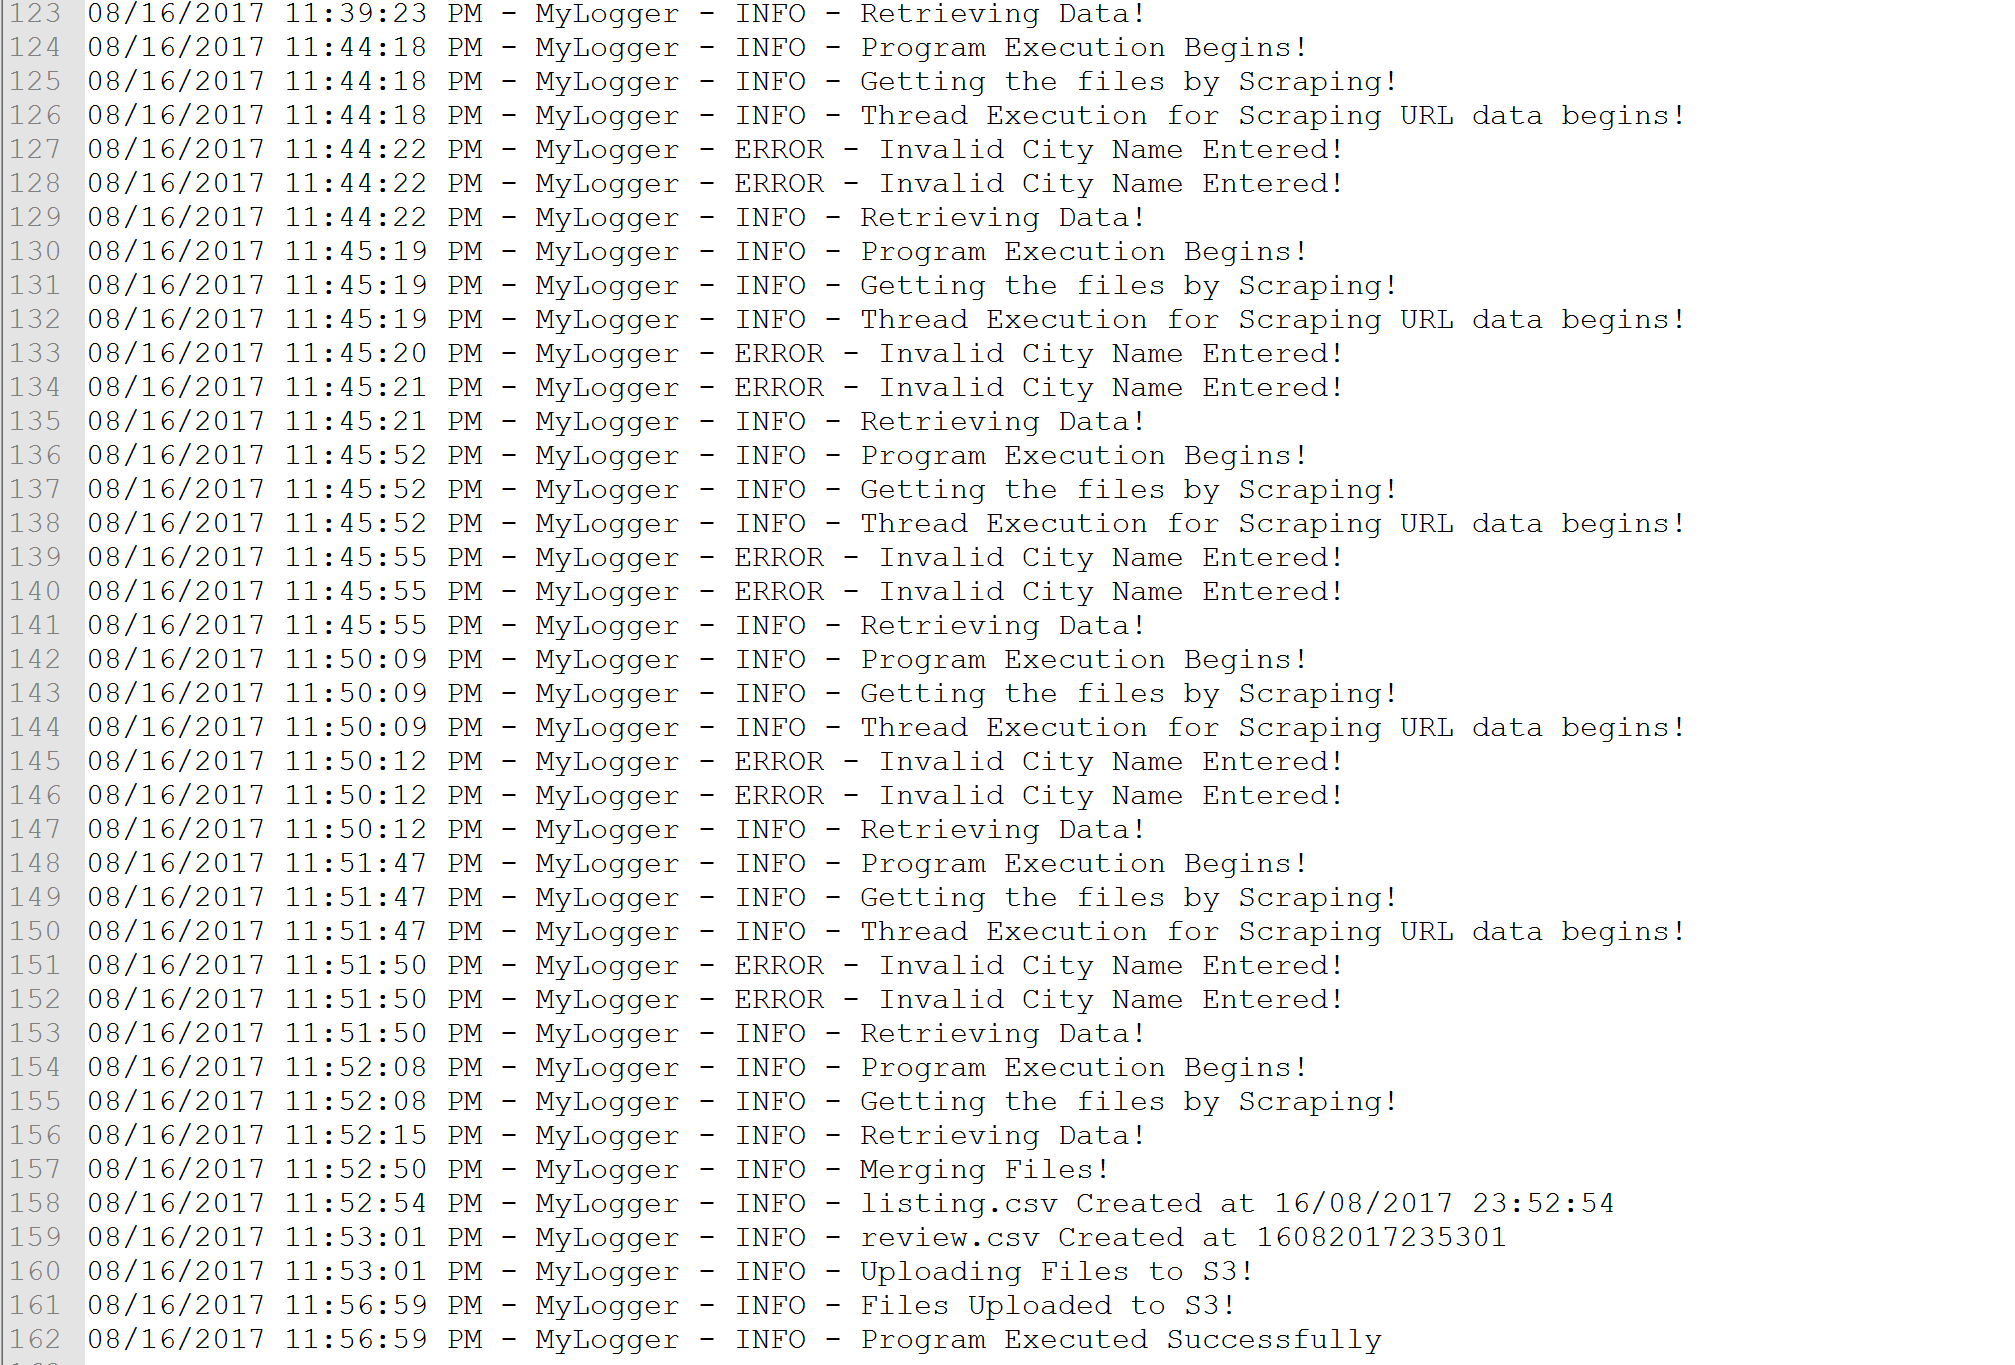 123 08/16/2017 11:39:23 PM - MyLogger - INFO - Retrieving Data!
124 08/16/2017 11:44:18 PM - MyLogger - INFO - Program Execution Begins!
125 08/16/2017 11:44:18 PM - MyLogger - INFO - Getting the files by Scraping!
126 08/16/2017 11:44:18 PM - MyLogger - INFO - Thread Execution for Scraping URL data begins!
127 08/16/2017 11:44:22 PM - MyLogger - ERROR - Invalid City Name Entered!
128 08/16/2017 11:44:22 PM - MyLogger - ERROR - Invalid City Name Entered!
129 08/16/2017 11:44:22 PM - MyLogger - INFO - Retrieving Data!
130 08/16/2017 11:45:19 PM - MyLogger - INFO - Program Execution Begins!
131 08/16/2017 11:45:19 PM - MyLogger - INFO - Getting the files by Scraping!
132 08/16/2017 11:45:19 PM - MyLogger - INFO - Thread Execution for Scraping URL data begins!
133 08/16/2017 11:45:20 PM - MyLogger - ERROR - Invalid City Name Entered!
134 08/16/2017 11:45:21 PM - MyLogger - ERROR - Invalid City Name Entered!
135 08/16/2017 11:45:21 PM - MyLogger - INFO - Retrieving Data!
136 08/16/2017 11:45:52 PM - MyLogger - INFO - Program Execution Begins!
137 08/16/2017 11:45:52 PM - MyLogger - INFO - Getting the files by Scraping!
138 08/16/2017 11:45:52 PM - MyLogger - INFO - Thread Execution for Scraping URL data begins!
139 08/16/2017 11:45:55 PM - MyLogger - ERROR - Invalid City Name Entered!
140 08/16/2017 11:45:55 PM - MyLogger - ERROR - Invalid City Name Entered!
141 08/16/2017 11:45:55 PM - MyLogger - INFO - Retrieving Data!
142 08/16/2017 11:50:09 PM - MyLogger - INFO - Program Execution Begins!
143 08/16/2017 11:50:09 PM - MyLogger - INFO - Getting the files by Scraping!
144 08/16/2017 11:50:09 PM - MyLogger - INFO - Thread Execution for Scraping URL data begins!
145 08/16/2017 11:50:12 PM - MyLogger - ERROR - Invalid City Name Entered!
146 08/16/2017 11:50:12 PM - MyLogger - ERROR - Invalid City Name Entered!
147 08/16/2017 11:50:12 PM - MyLogger - INFO - Retrieving Data!
148 08/16/2017 11:51:47 PM - MyLogger - INFO - Program Execution Begins!
149 08/16/2017 11:51:47 PM - MyLogger - INFO - Getting the files by Scraping!
150 08/16/2017 11:51:47 PM - MyLogger - INFO - Thread Execution for Scraping URL data begins!
151 08/16/2017 11:51:50 PM - MyLogger - ERROR - Invalid City Name Entered!
152 08/16/2017 11:51:50 PM - MyLogger - ERROR - Invalid City Name Entered!
153 08/16/2017 11:51:50 PM - MyLogger - INFO - Retrieving Data!
154 08/16/2017 11:52:08 PM - MyLogger - INFO - Program Execution Begins!
155 08/16/2017 11:52:08 PM - MyLogger - INFO - Getting the files by Scraping!
156 08/16/2017 11:52:15 PM - MyLogger - INFO - Retrieving Data!
157 08/16/2017 11:52:50 PM - MyLogger - INFO - Merging Files!
158 08/16/2017 11:52:54 PM - MyLogger - INFO - listing.csv Created at 16/08/2017 23:52:54
159 08/16/2017 11:53:01 PM - MyLogger - INFO - review.csv Created at 16082017235301
160 08/16/2017 11:53:01 PM - MyLogger - INFO - Uploading Files to S3!
161 08/16/2017 11:56:59 PM - MyLogger - INFO - Files Uploaded to S3!
162 08/16/2017 11:56:59 PM - MyLogger - INFO - Program Executed Successfully